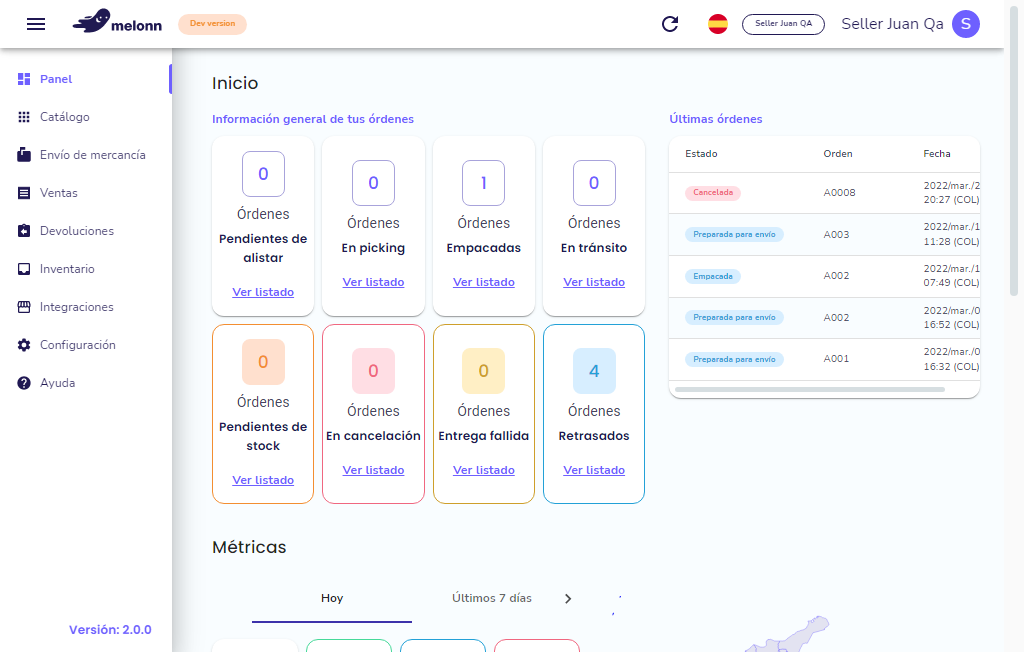 melonn
Dev version
Seller Juan QA
Seller Juan Qa
S
Panel
Catálogo
Envío de mercancía
Ventas
Devoluciones
Inventario
Integraciones
Configuración
Ayuda
Versión: 2.0.0
Inicio
Información general de tus órdenes
0
Órdenes
Pendientes de
alistar
Ver listado
0
Órdenes
En picking
Ver listado
1
Órdenes
Empacadas
Ver listado
0
Órdenes
En tránsito
Ver listado
0
Órdenes
Pendientes de
stock
Ver listado
0
Órdenes
En cancelación
Ver listado
0
Órdenes
Entrega fallida
Ver listado
4
Órdenes
Retrasados
Ver listado
Últimas órdenes
Estado Orden Fecha
Cancelada A0008 2022/mar./2
20:27 (COL)
Preparada para envío A003 2022/mar./1
11:28 (COL)
Empacada A002 2022/mar./1
07:49 (COL)
Preparada para envío A002 2022/mar./0
16:52 (COL)
Preparada para envío A001 2022/mar./0
16:32 (COL)
Métricas
Hoy
Últimos 7 días